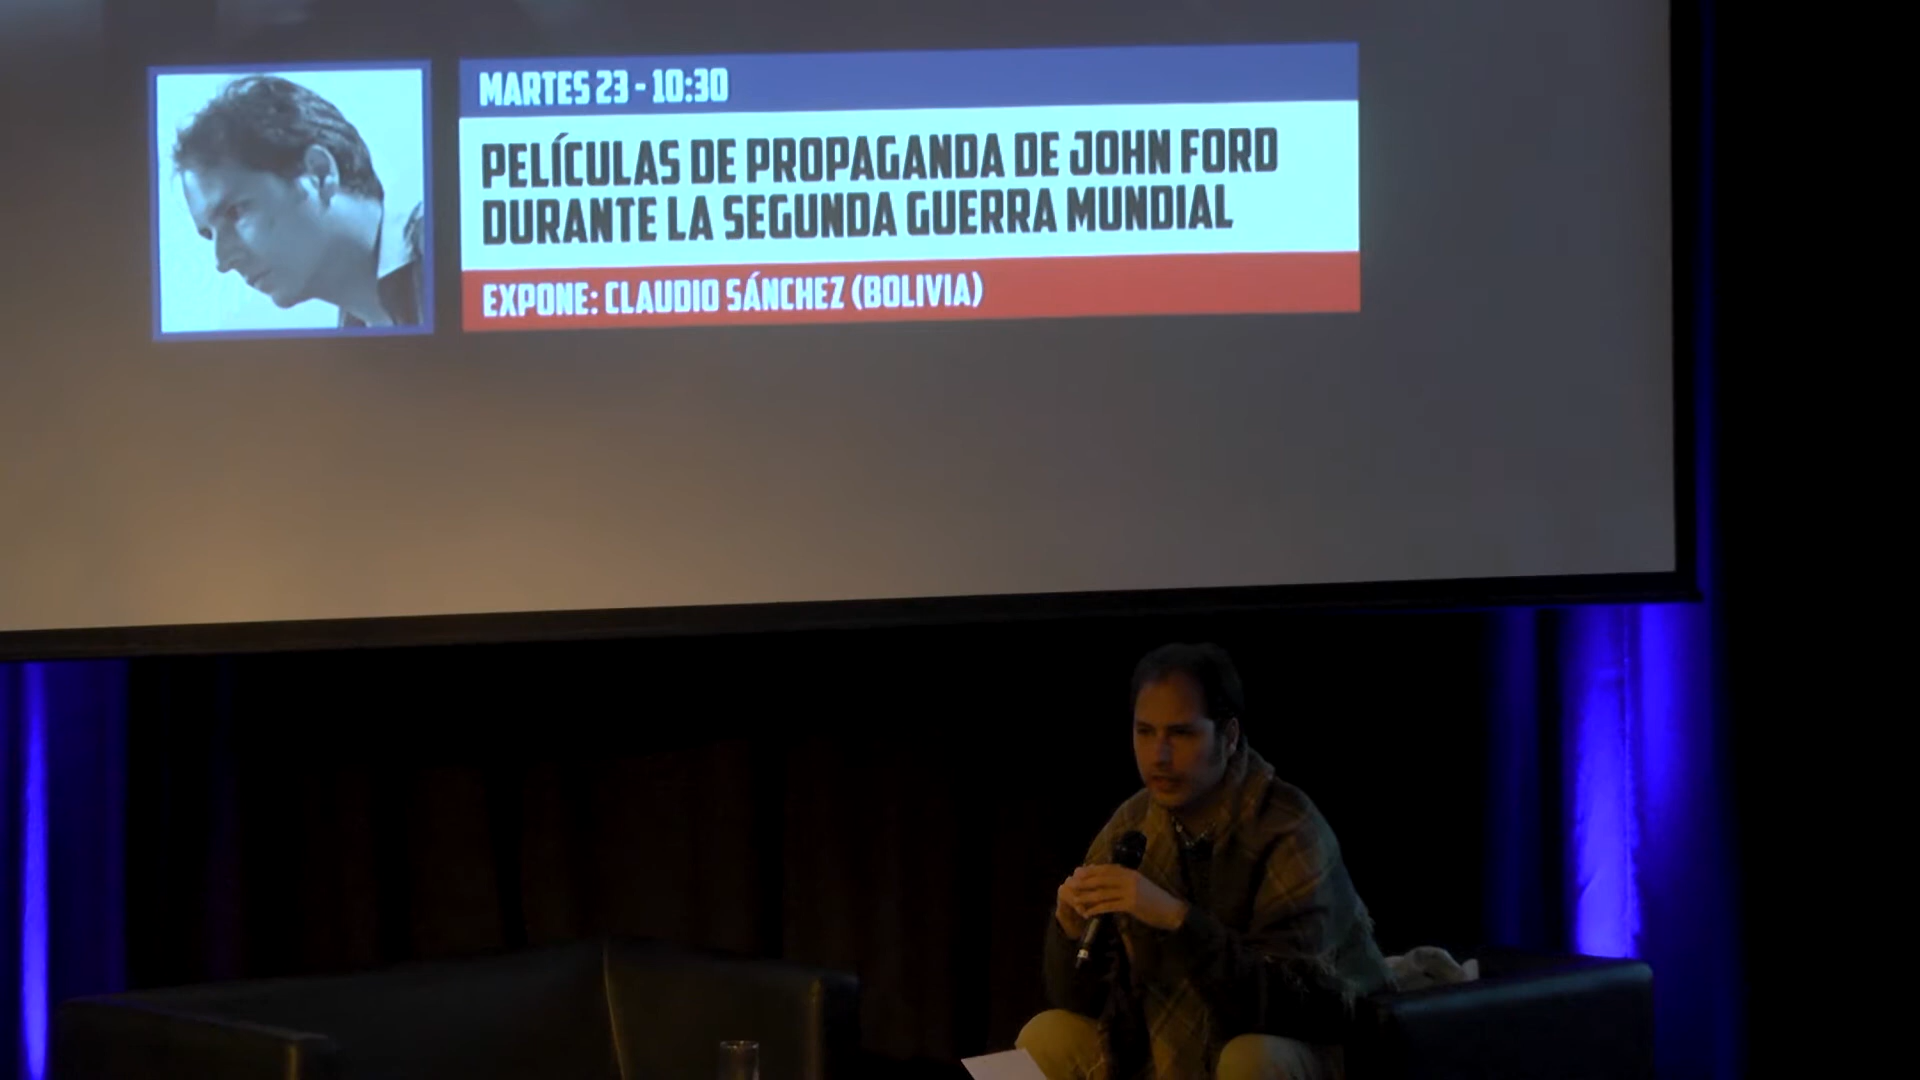 MARTES 23 - 10:30
PELÍCULAS DE PROPAGANDA DE JOHN FORD
DURANTE LA SEGUNDA GUERRA MUNDIAL
EXPONE: CLAUDIO SÁNCHEZ (BOLIVIA)